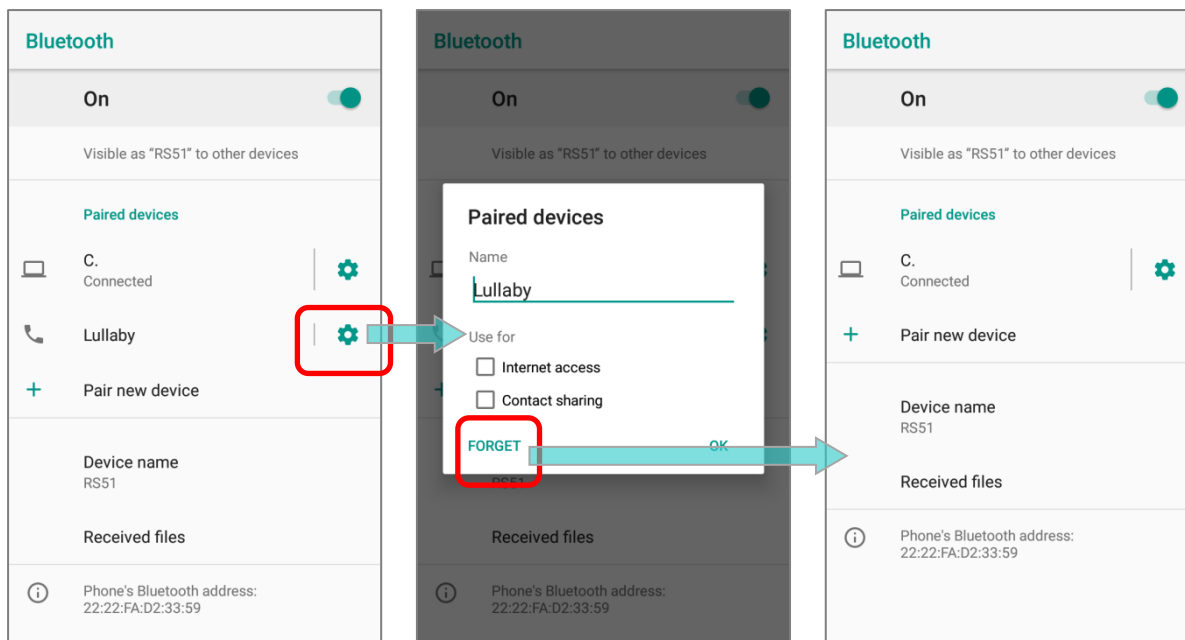 Bluetooth
On
Visible as "RS51" to other devices
Paired devices
C.
Connected
Lullaby
Pair new device
Device name
RS51
Received files
Phone's Bluetooth address:
22:22:FA:D2:33:59
Bluetooth
On
Visible as "RS51" to other devices
Paired devices
Name
Lullaby
Use for
Internet access
Contact sharing
FORGET
OK
RS51
Received files
Phone's Bluetooth address:
22:22:FA:D2:33:59
Bluetooth
On
Visible as "RS51" to other devices
Paired devices
C.
Connected
Pair new device
Device name
RS51
Received files
Phone's Bluetooth address:
22:22:FA:D2:33:59